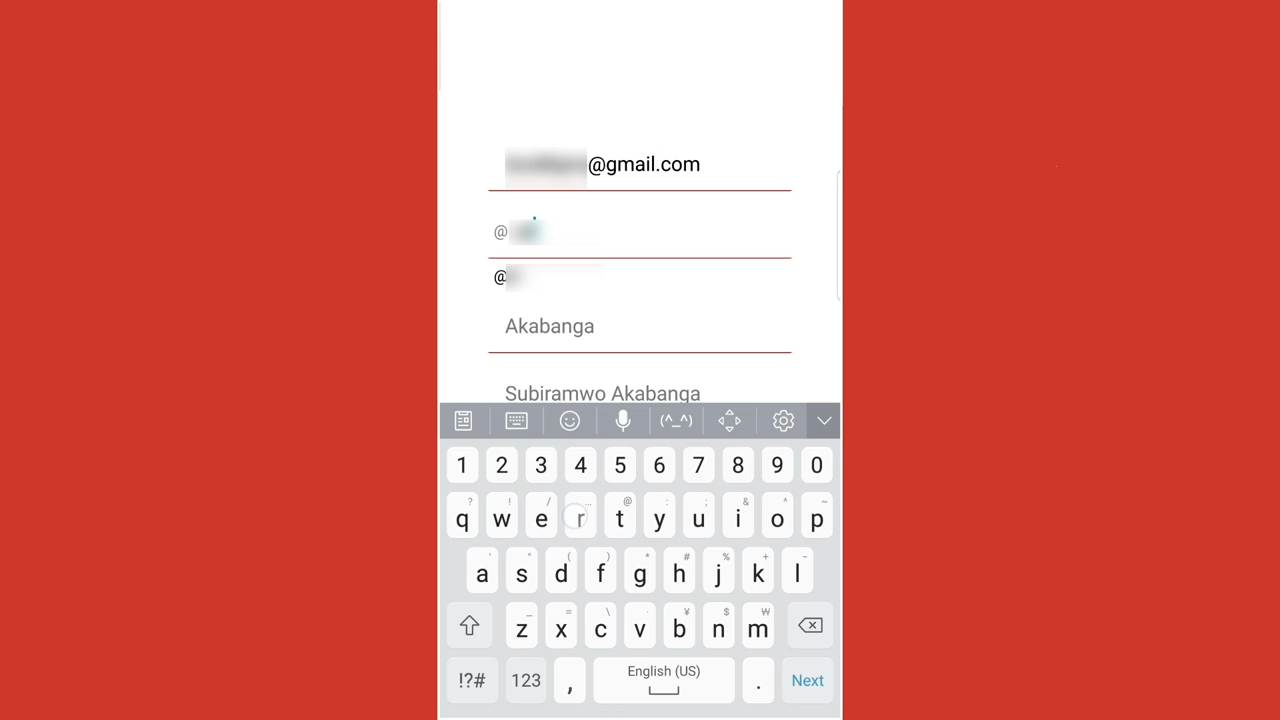 @gmail.com
@
@
Akabanga
Subiramwo Akabanga
(^_^)
1 2 3 4 5 6 7 8 9 0
? ! / ... @ : ; & ^ ~
q w e r t y u i o p
' " ( ) * # % + -
a s d f g h j k l
_ = \ · ¥ $ ₩
z x c v b n m
!?# 123 , English (US) . Next